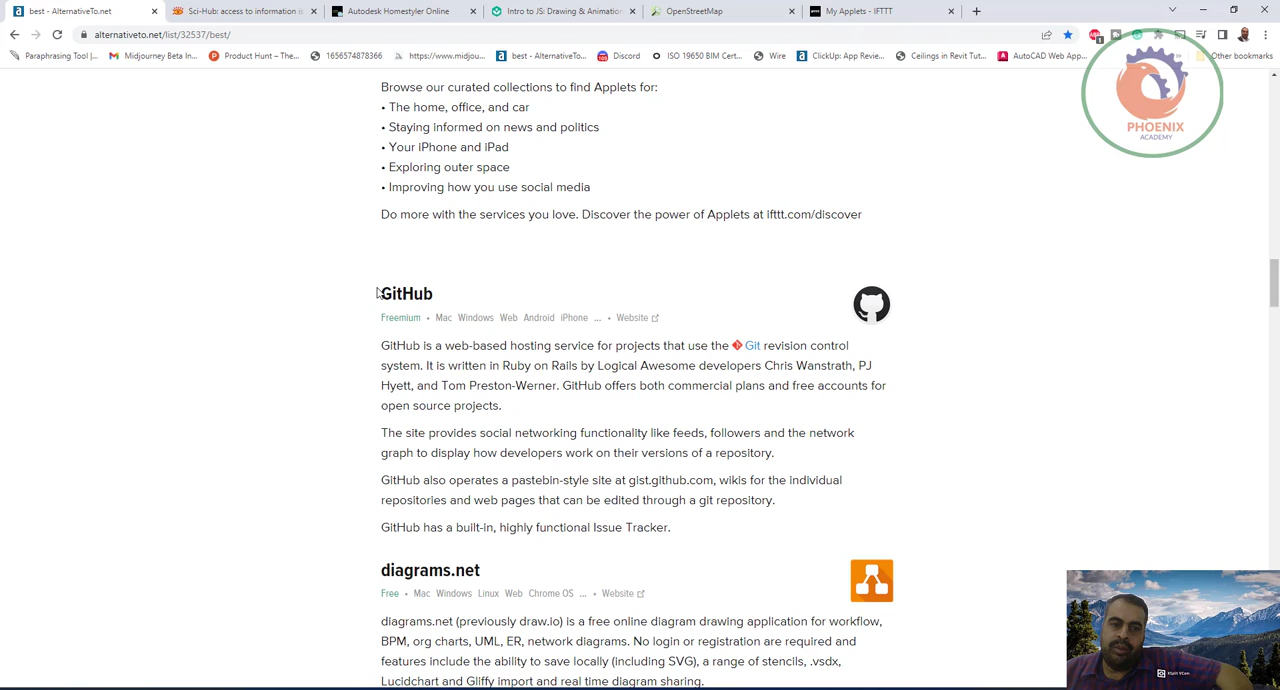 best - AlternativeTo.net
Sci-Hub: access to information is
Autodesk Homestyler Online
Intro to JS: Drawing & Animation
OpenStreetMap
My Applets - IFTTT
alternativeto.net/list/32537/best/
Paraphrasing Tool |...
Midjourney Beta In...
Product Hunt – The...
1656574878366
https://www.midjou...
best - AlternativeTo...
Discord
ISO 19650 BIM Cert...
Wire
ClickUp App: Revie...
Ceilings in Revit Tut...
AutoCAD Web App...
Other bookmarks
PHOENIX
ACADEMY
Browse our curated collections to find Applets for:
• The home, office, and car
• Staying informed on news and politics
• Your iPhone and iPad
• Exploring outer space
• Improving how you use social media
Do more with the services you love. Discover the power of Applets at ifttt.com/discover
GitHub
Freemium • Mac Windows Web Android iPhone ... • Website
GitHub is a web-based hosting service for projects that use the Git revision control
system. It is written in Ruby on Rails by Logical Awesome developers Chris Wanstrath, PJ
Hyett, and Tom Preston-Werner. GitHub offers both commercial plans and free accounts for
open source projects.
The site provides social networking functionality like feeds, followers and the network
graph to display how developers work on their versions of a repository.
GitHub also operates a pastebin-style site at gist.github.com, wikis for the individual
repositories and web pages that can be edited through a git repository.
GitHub has a built-in, highly functional Issue Tracker.
diagrams.net
Free • Mac Windows Linux Web Chrome OS ... • Website
diagrams.net (previously draw.io) is a free online diagram drawing application for workflow,
BPM, org charts, UML, ER, network diagrams. No login or registration are required and
features include the ability to save locally (including SVG), a range of stencils, .vsdx,
Lucidchart and Gliffy import and real time diagram sharing.
XSplit VCam